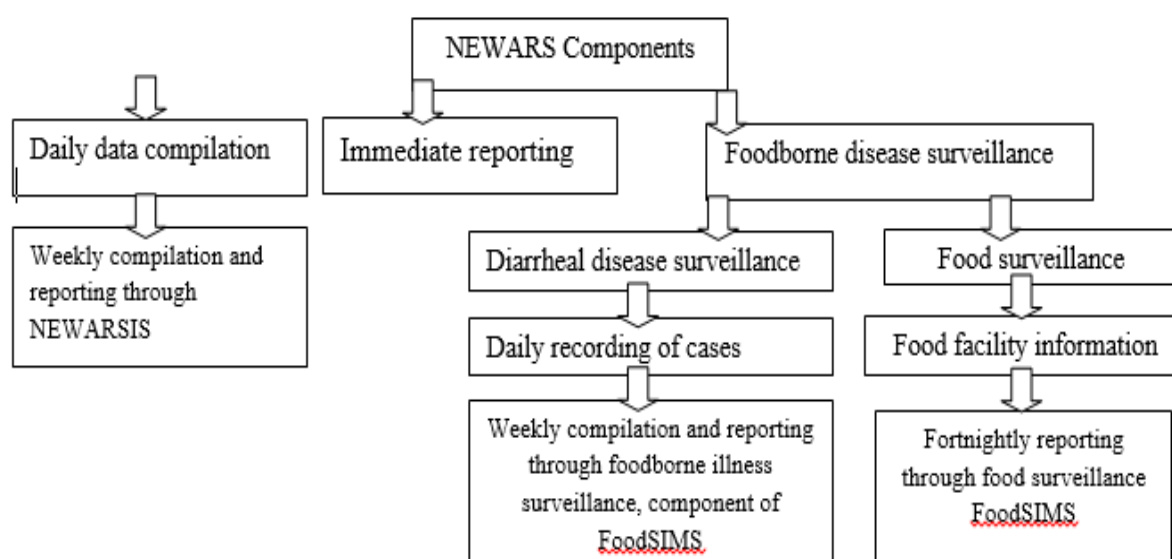 NEWARS Components
Daily data compilation
Immediate reporting
Foodborne disease surveillance
Weekly compilation and
reporting through
NEWARSIS
Diarrheal disease surveillance
Food surveillance
Daily recording of cases
Food facility information
Weekly compilation and reporting
through foodborne illness
surveillance, component of
FoodSIMS
Fortnightly reporting
through food surveillance
FoodSIMS